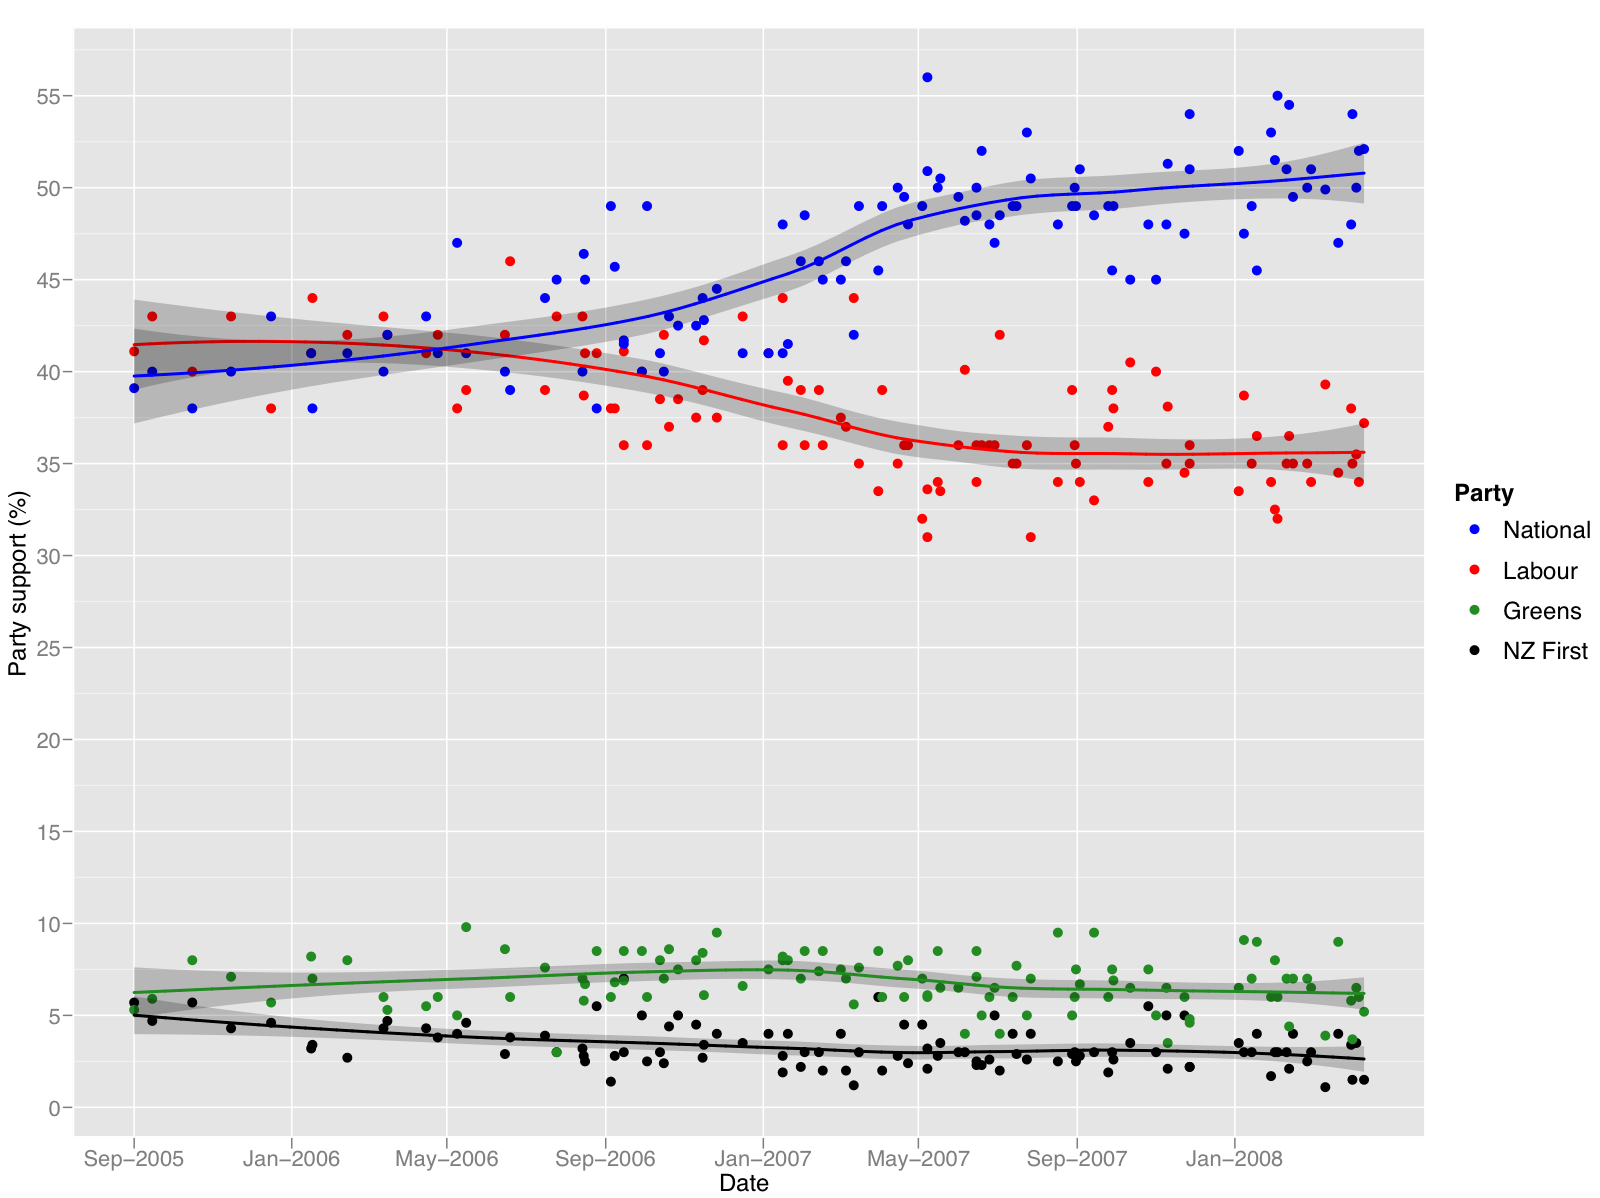 55
50
45
40
35
30
25
20
15
10
5
0
Party support (%)
Sep–2005 Jan–2006 May–2006 Sep–2006 Jan–2007 May–2007 Sep–2007 Jan–2008
Date
Party
National
Labour
Greens
NZ First